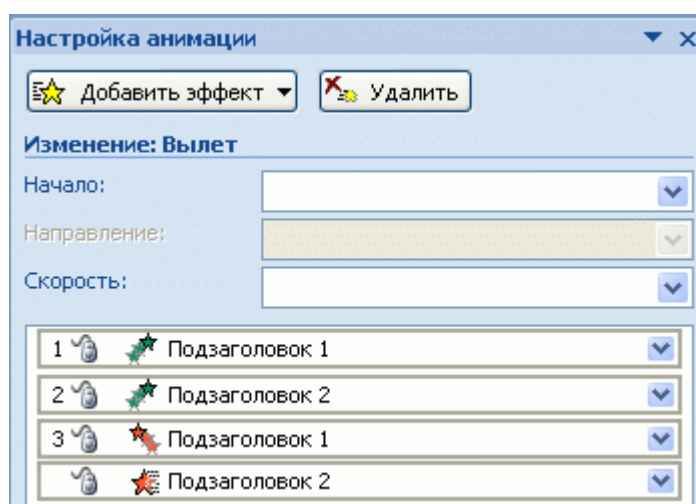 Настройка анимации
Добавить эффект Удалить
Изменение: Вылет
Начало:
Направление:
Скорость:
1 Подзаголовок 1
2 Подзаголовок 2
3 Подзаголовок 1
Подзаголовок 2